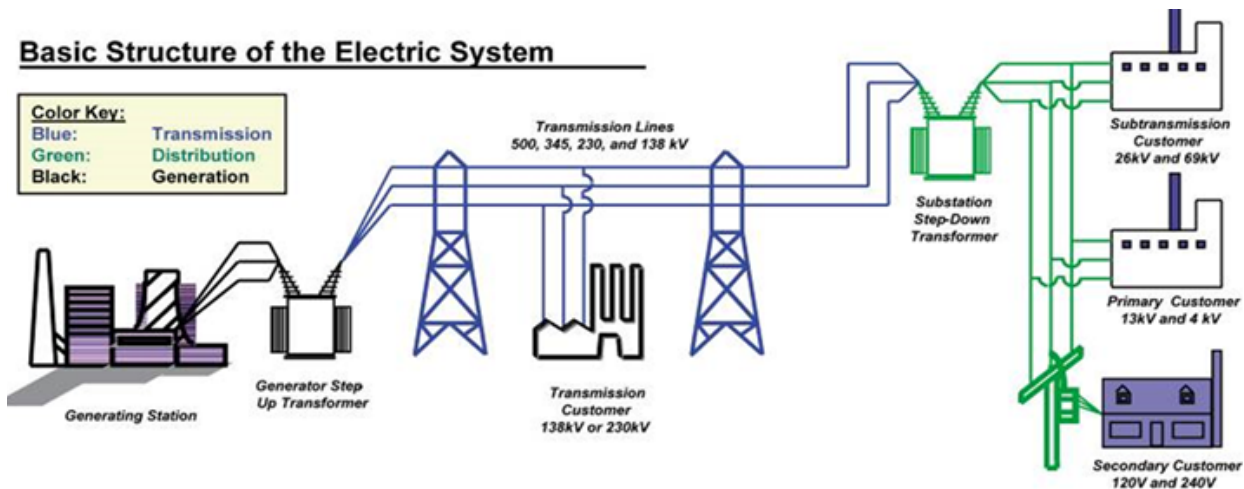 Basic Structure of the Electric System
Color Key:
Blue: Transmission
Green: Distribution
Black: Generation
Transmission Lines
500, 345, 230, and 138 kV
Subtransmission
Customer
26kV and 69kV
Substation
Step-Down
Transformer
Primary Customer
13kV and 4 kV
Generating Station
Generator Step
Up Transformer
Transmission
Customer
138kV or 230kV
Secondary Customer
120V and 240V